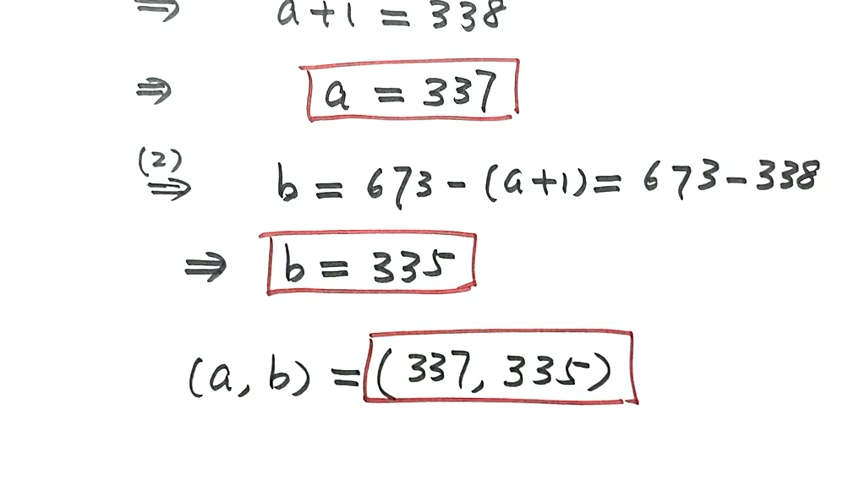 ⇒ a+1 = 338
⇒ a = 337
(2) ⇒ b = 673 - (a+1) = 673 - 338
⇒ b = 335
(a, b) = (337, 335)